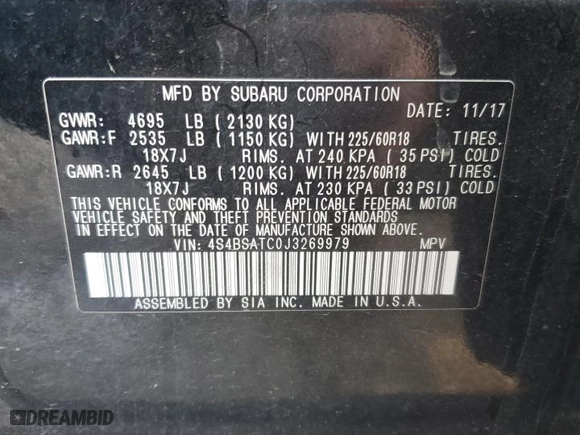 MFD BY SUBARU CORPORATION
DATE: 11/17
GVWR: 4695 LB (2130 KG)
GAWR:F 2535 LB (1150 KG) WITH 225/60R18 TIRES.
18X7J RIMS. AT 240 KPA (35 PSI) COLD
GAWR:R 2645 LB (1200 KG) WITH 225/60R18 TIRES.
18X7J RIMS. AT 230 KPA (33 PSI) COLD
THIS VEHICLE CONFORMS TO ALL APPLICABLE FEDERAL MOTOR
VEHICLE SAFETY AND THEFT PREVENTION STANDARDS
IN EFFECT ON THE DATE OF MANUFACTURE SHOWN ABOVE.
VIN: 4S4BSATC0J3269979 MPV
ASSEMBLED BY SIA INC. MADE IN U.S.A.
DREAMBID